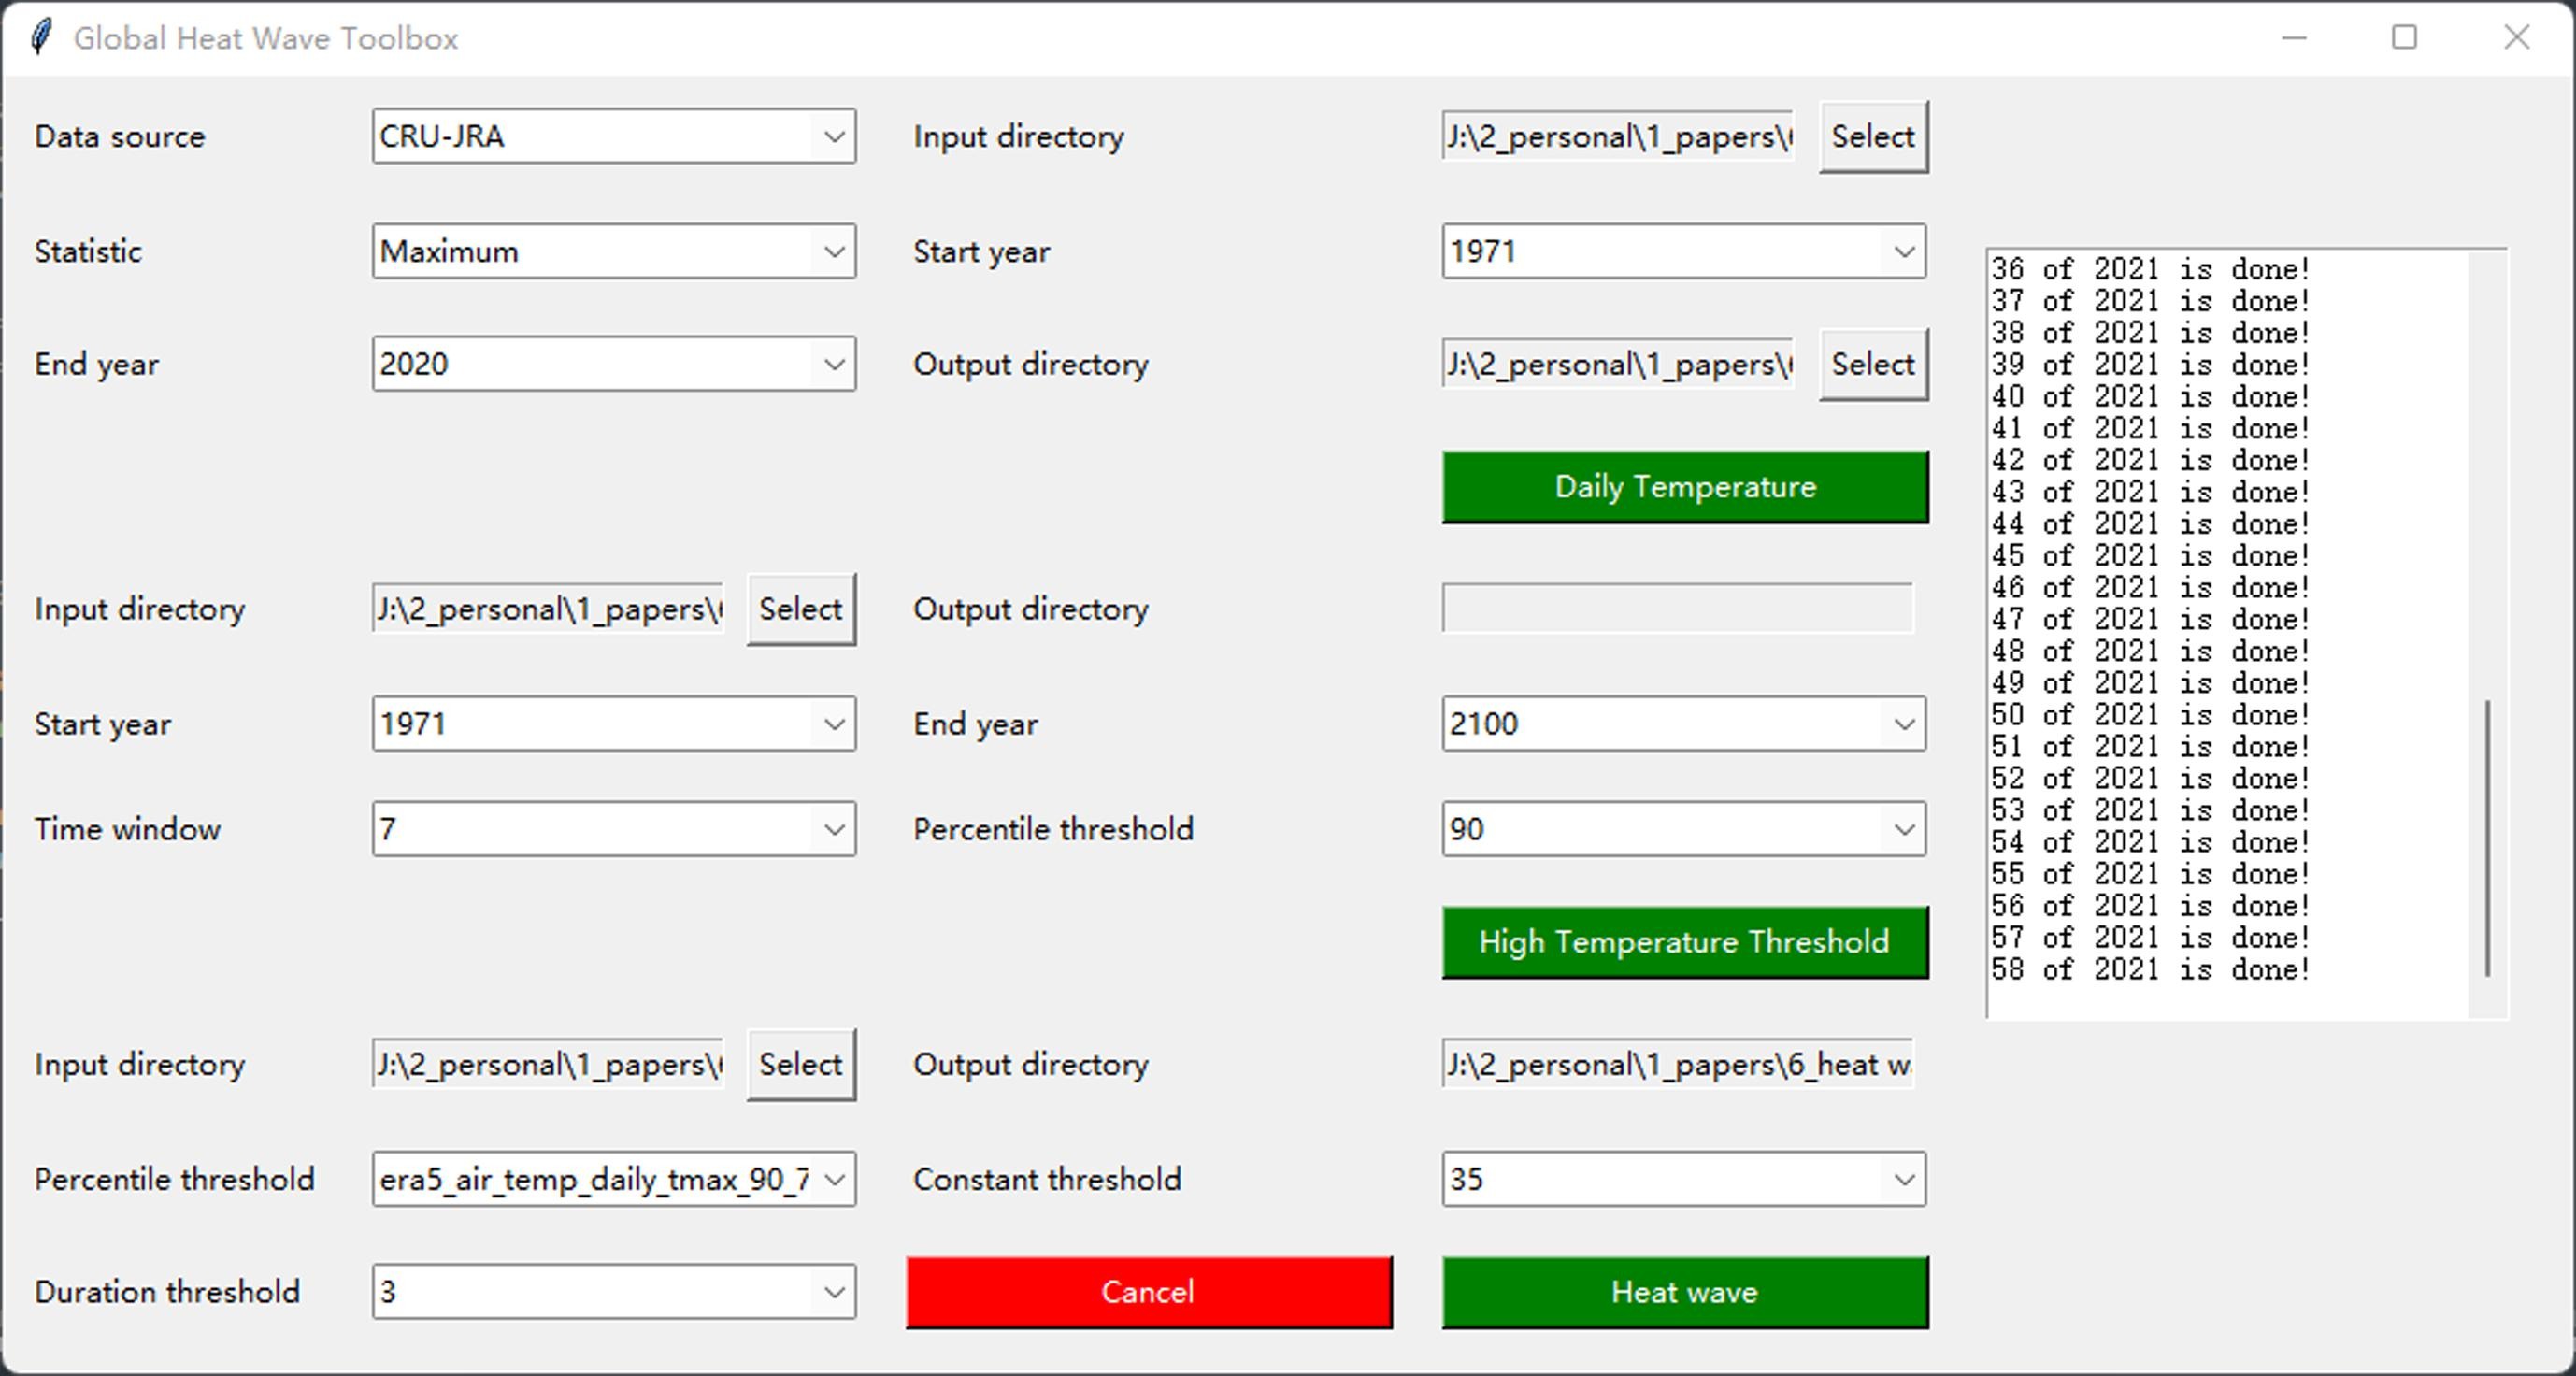 Global Heat Wave Toolbox
Data source CRU-JRA Input directory J:\2_personal\1_papers\ Select
Statistic Maximum Start year 1971
End year 2020 Output directory J:\2_personal\1_papers\ Select
Daily Temperature
Input directory J:\2_personal\1_papers\ Select Output directory
Start year 1971 End year 2100
Time window 7 Percentile threshold 90
High Temperature Threshold
Input directory J:\2_personal\1_papers\ Select Output directory J:\2_personal\1_papers\6_heat w
Percentile threshold era5_air_temp_daily_tmax_90_7 Constant threshold 35
Duration threshold 3 Cancel Heat wave
36 of 2021 is done!
37 of 2021 is done!
38 of 2021 is done!
39 of 2021 is done!
40 of 2021 is done!
41 of 2021 is done!
42 of 2021 is done!
43 of 2021 is done!
44 of 2021 is done!
45 of 2021 is done!
46 of 2021 is done!
47 of 2021 is done!
48 of 2021 is done!
49 of 2021 is done!
50 of 2021 is done!
51 of 2021 is done!
52 of 2021 is done!
53 of 2021 is done!
54 of 2021 is done!
55 of 2021 is done!
56 of 2021 is done!
57 of 2021 is done!
58 of 2021 is done!